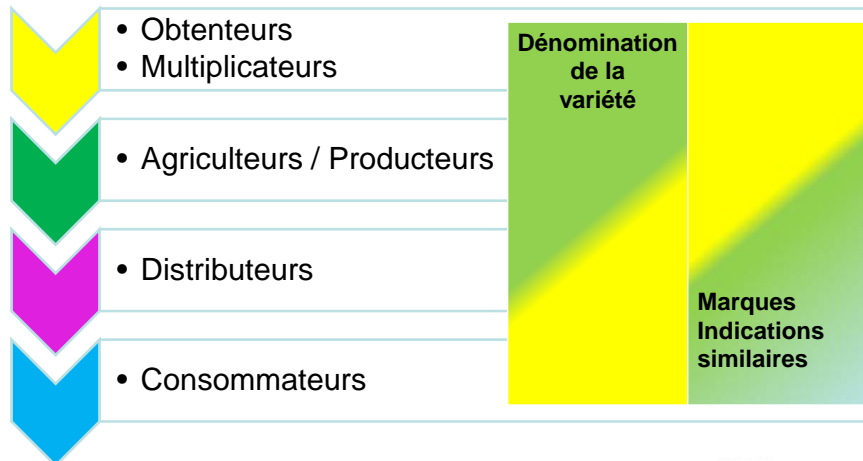 • Obtenteurs
• Multiplicateurs
• Agriculteurs / Producteurs
• Distributeurs
• Consommateurs
Dénomination
de la
variété
Marques
Indications
similaires